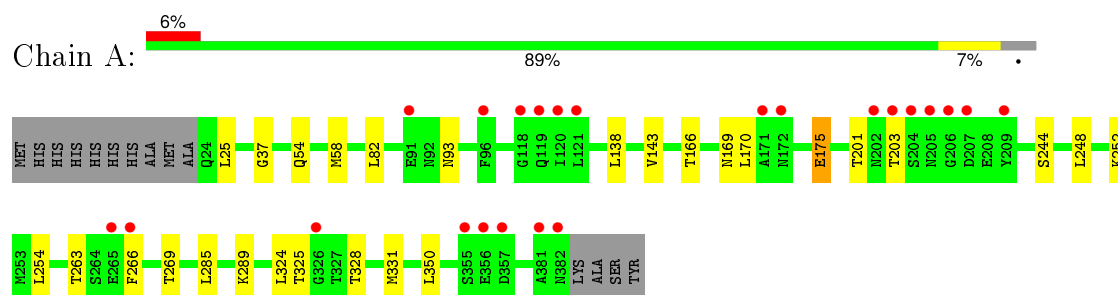 6%
Chain A:
89% 7% •
MET HIS HIS HIS HIS HIS HIS ALA MET ALA Q24 L25 G37 Q54 M58 L82 E91 N92 N93 F96 G118 Q119 I120 L121 L138 V143 T166 N169 L170 A171 N172 E175 T201 N202 T203 S204 N205 G206 D207 E208 Y209 S244 L248 K252
M253 L254 T263 S264 E265 F266 T269 L285 K289 L324 T325 G326 T327 T328 M331 L350 S355 E356 D357 A381 N382 LYS ALA SER TYR